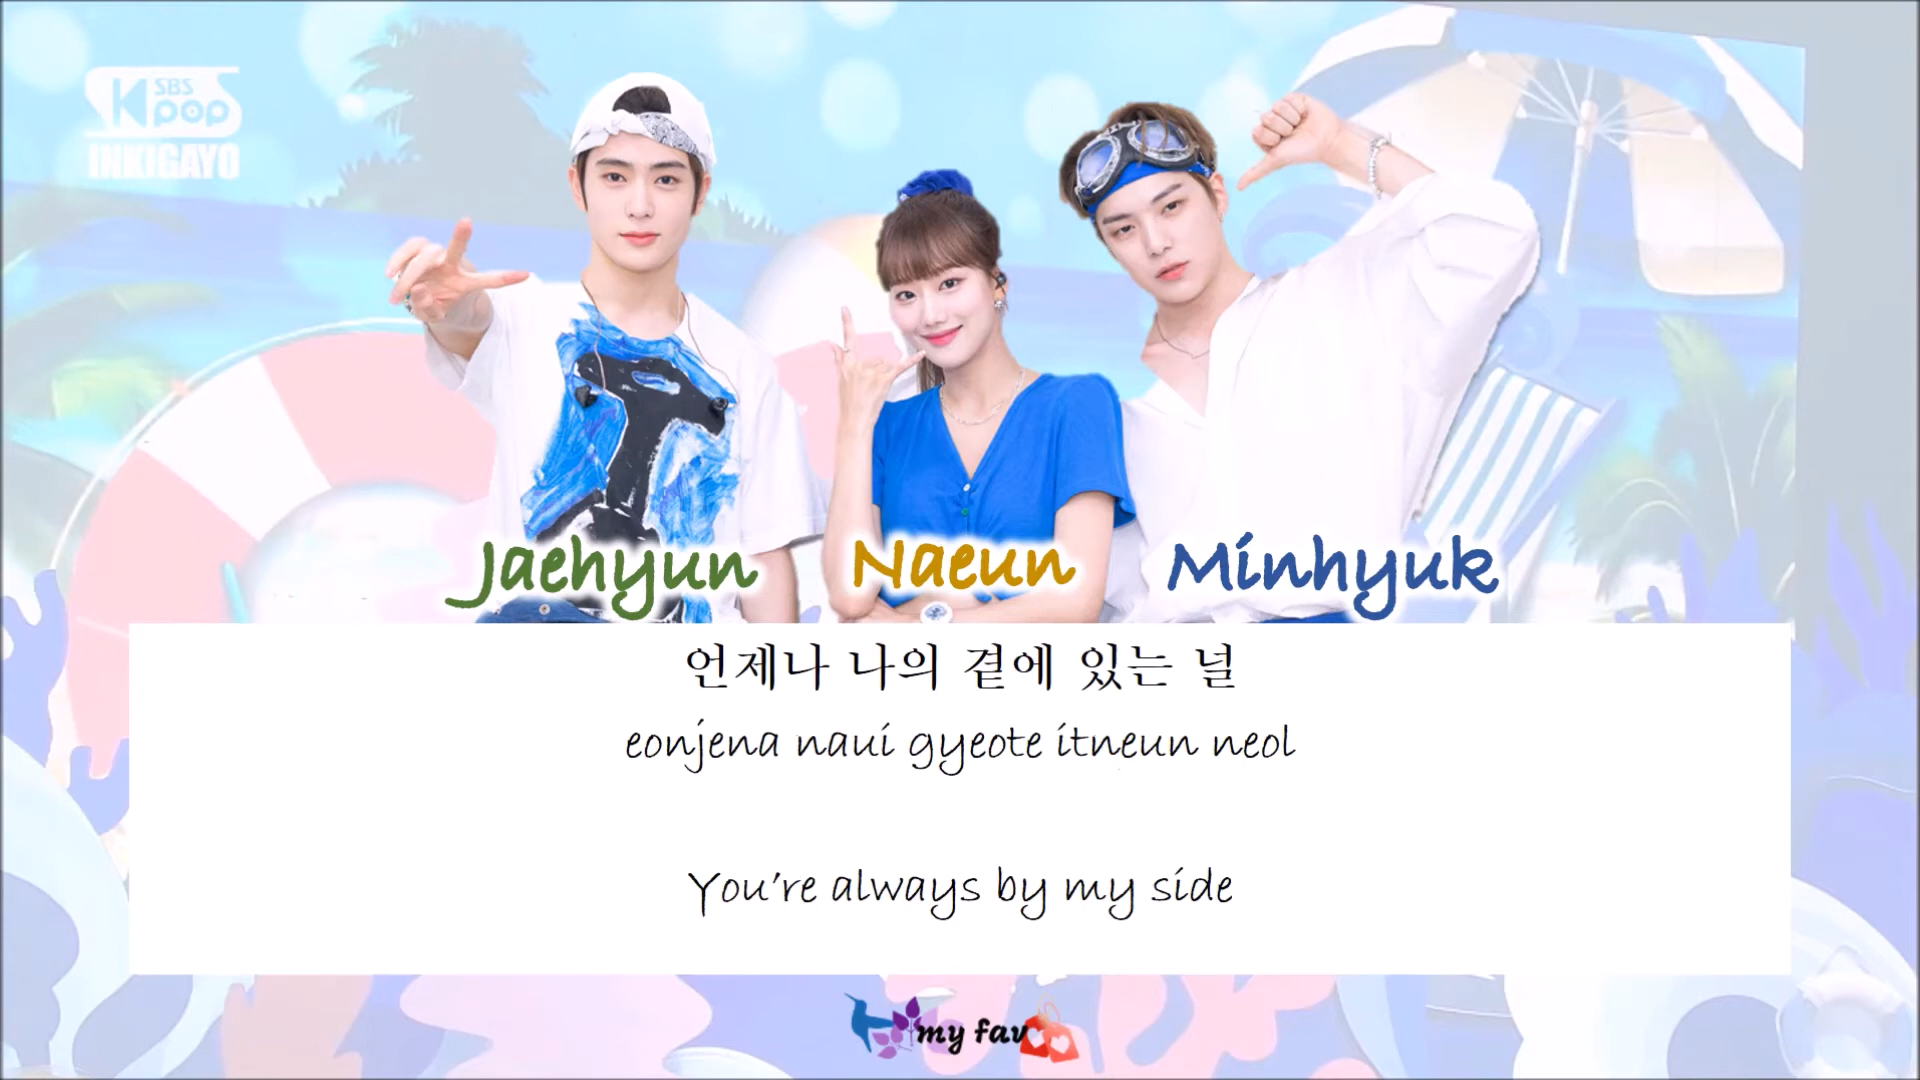 SBS
Kpop
INKIGAYO
Jaehyun Naeun Minhyuk
언제나 나의 곁에 있는 널
eonjena naui gyeote itneun neol
You're always by my side
my fav